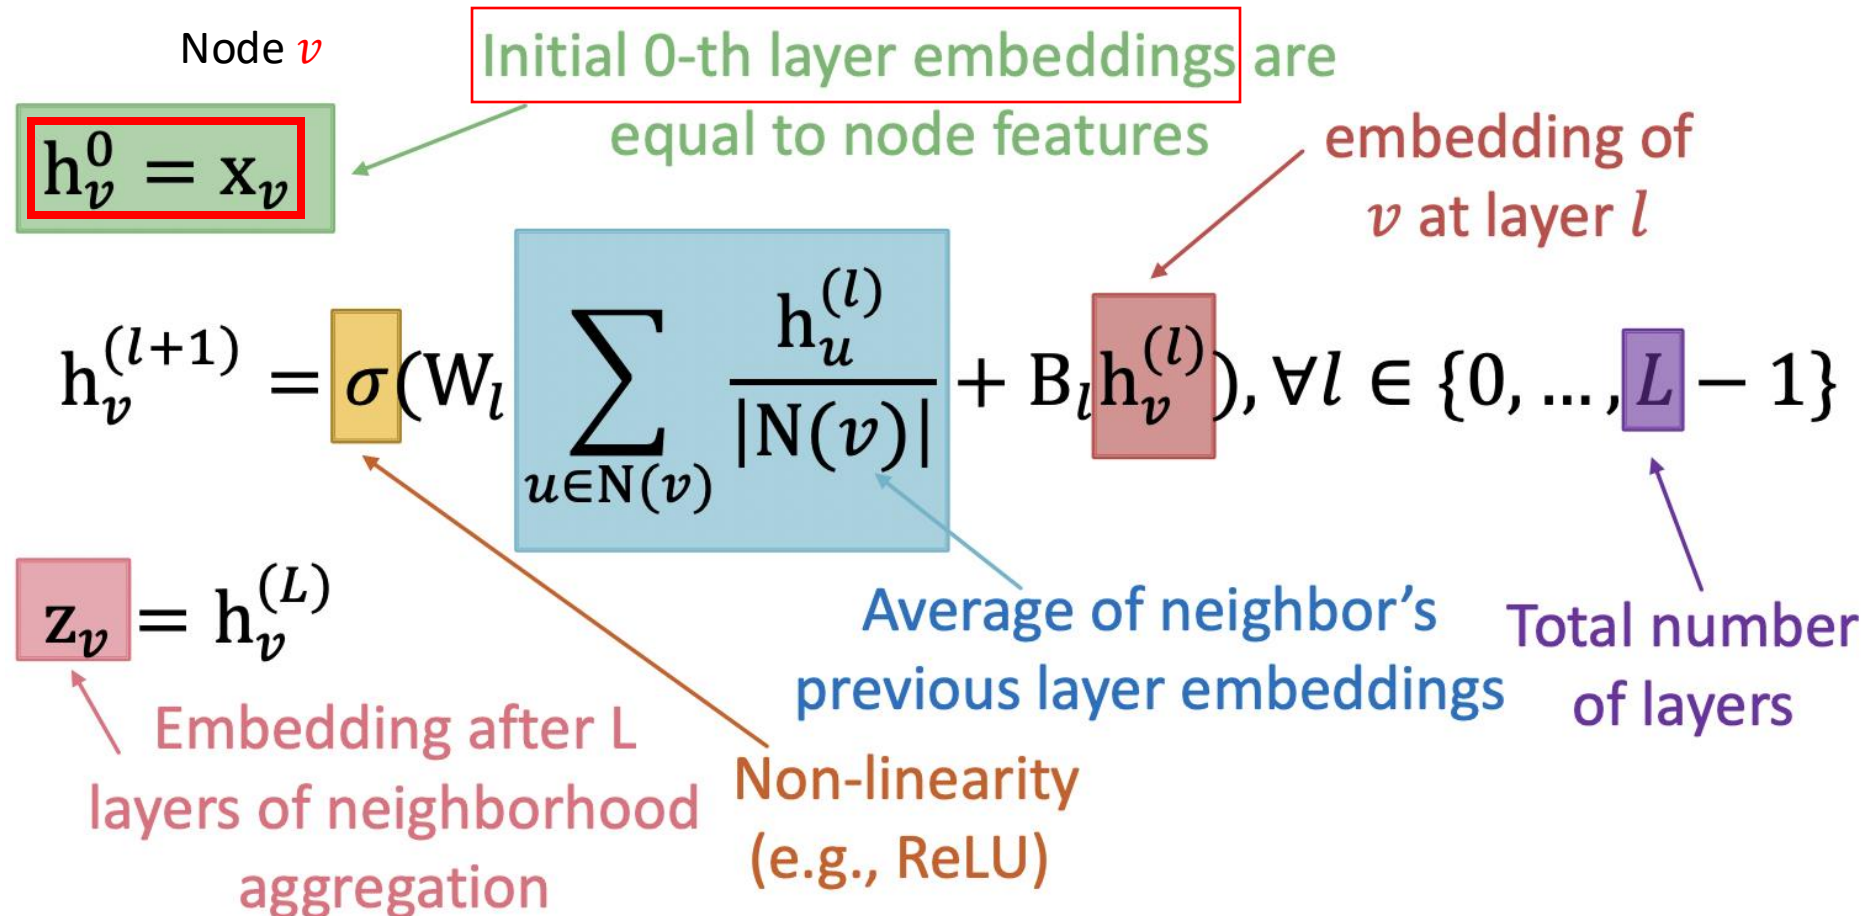 Node v
Initial 0-th layer embeddings are
equal to node features
embedding of
v at layer l
h_v^0 = x_v
h_v^{(l+1)} = σ(W_l ∑_{u∈N(v)} h_u^{(l)} / |N(v)| + B_l h_v^{(l)}), ∀l ∈ {0, ..., L − 1}
z_v = h_v^{(L)}
Average of neighbor's
previous layer embeddings
Total number
of layers
Embedding after L
layers of neighborhood
aggregation
Non-linearity
(e.g., ReLU)